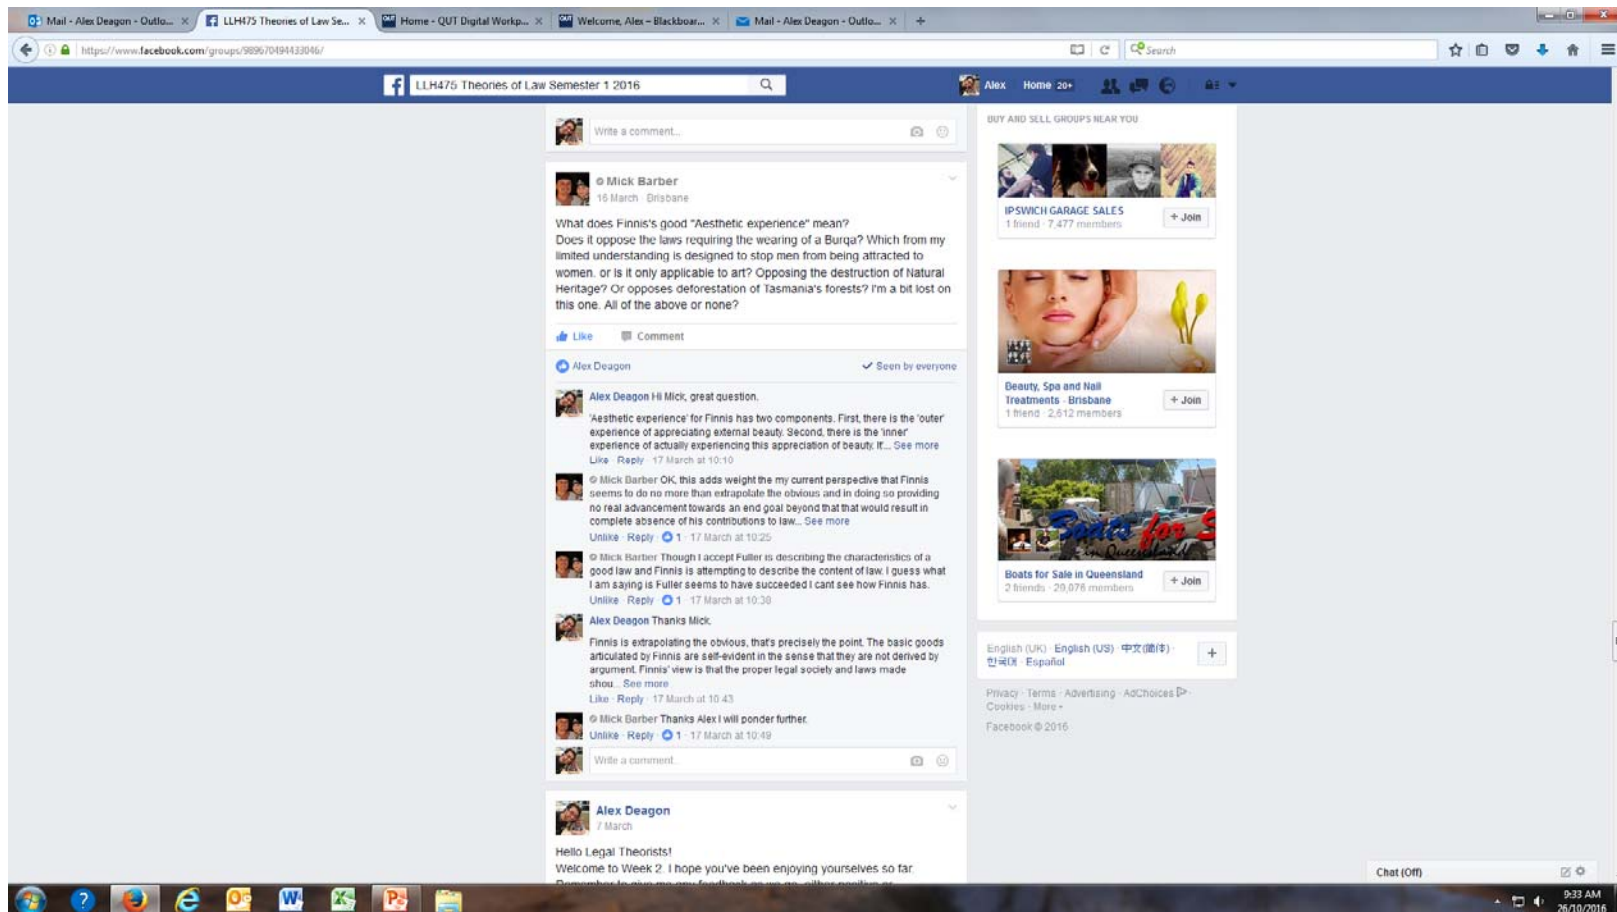 Mail - Alex Deagon - Outlo...
LLH475 Theories of Law Se...
Home - QUT Digital Workp...
Welcome, Alex – Blackboar...
Mail - Alex Deagon - Outlo...
https://www.facebook.com/groups/989670494433046/
Search
LLH475 Theories of Law Semester 1 2016
Alex Home 20+
Write a comment...
Mick Barber
16 March · Brisbane
What does Finnis's good "Aesthetic experience" mean?
Does it oppose the laws requiring the wearing of a Burqa? Which from my
limited understanding is designed to stop men from being attracted to
women. or is it only applicable to art? Opposing the destruction of Natural
Heritage? Or opposes deforestation of Tasmania's forests? I'm a bit lost on
this one. All of the above or none?
Like Comment
Alex Deagon
Seen by everyone
Alex Deagon Hi Mick, great question.
'Aesthetic experience' for Finnis has two components. First, there is the 'outer'
experience of appreciating external beauty. Second, there is the 'inner'
experience of actually experiencing this appreciation of beauty. If... See more
Like · Reply · 17 March at 10:10
Mick Barber OK, this adds weight the my current perspective that Finnis
seems to do no more than extrapolate the obvious and in doing so providing
no real advancement towards an end goal beyond that that would result in
complete absence of his contributions to law... See more
Unlike · Reply · 1 · 17 March at 10:25
Mick Barber Though I accept Fuller is describing the characteristics of a
good law and Finnis is attempting to describe the content of law. I guess what
I am saying is Fuller seems to have succeeded I cant see how Finnis has.
Unlike · Reply · 1 · 17 March at 10:38
Alex Deagon Thanks Mick.
Finnis is extrapolating the obvious, that's precisely the point. The basic goods
articulated by Finnis are self-evident in the sense that they are not derived by
argument. Finnis' view is that the proper legal society and laws made
shou... See more
Like · Reply · 17 March at 10:43
Mick Barber Thanks Alex I will ponder further.
Unlike · Reply · 1 · 17 March at 10:49
Write a comment...
Alex Deagon
7 March
Hello Legal Theorists!
Welcome to Week 2. I hope you've been enjoying yourselves so far.
Remember to give me any feedback as we go, either positive or
BUY AND SELL GROUPS NEAR YOU
IPSWICH GARAGE SALES
1 friend · 7,477 members
+ Join
Beauty, Spa and Nail
Treatments - Brisbane
1 friend · 2,612 members
+ Join
Boats for S
in Queensland
Boats for Sale in Queensland
2 friends · 29,076 members
+ Join
English (UK) · English (US) · 中文(简体) ·
한국어 · Español
Privacy · Terms · Advertising · AdChoices ·
Cookies · More
Facebook © 2016
Chat (Off)
9:33 AM
26/10/2016